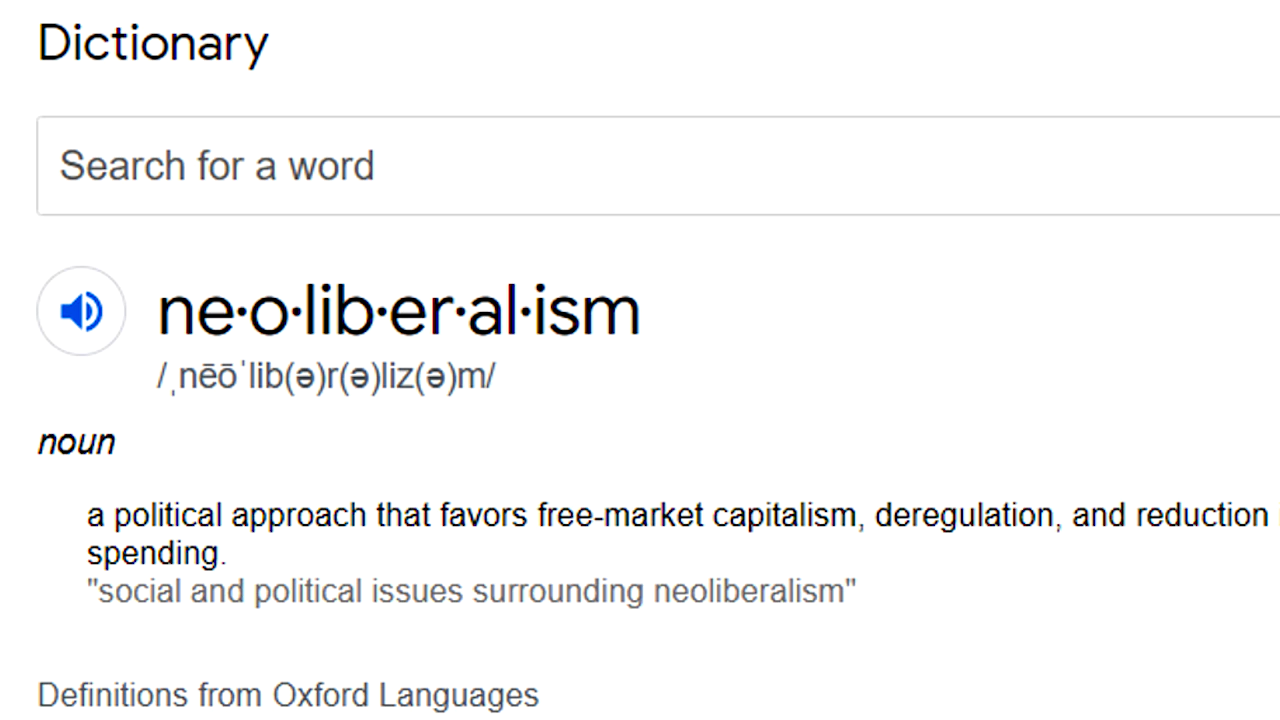 Dictionary
Search for a word
ne·o·lib·er·al·ism
/ˌnēōˈlib(ə)r(ə)liz(ə)m/
noun
a political approach that favors free-market capitalism, deregulation, and reduction
spending.
"social and political issues surrounding neoliberalism"
Definitions from Oxford Languages